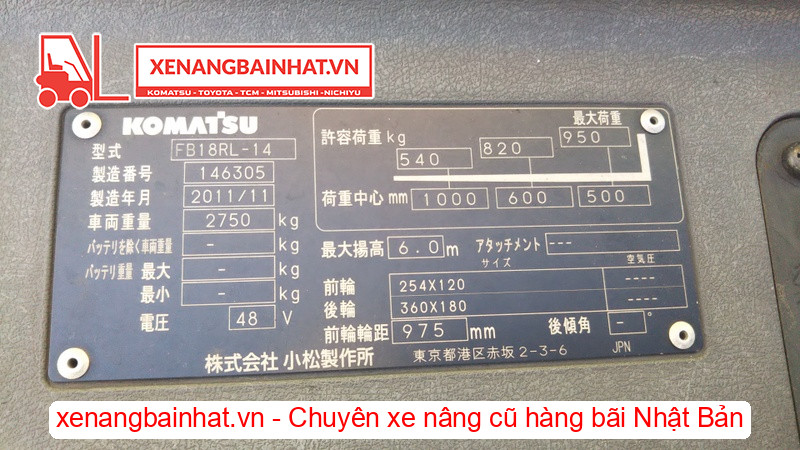 XENANGBAINHAT.VN
KOMATSU - TOYOTA - TCM - MITSUBISHI - NICHIYU
KOMATSU
型式 FB18RL-14
製造番号 146305
製造年月 2011/11
車両重量 2750 kg
バッテリを除く車両重量 - kg
バッテリ重量 最大 - kg
最小 - kg
電圧 48 V
許容荷重 kg 540 820 950 最大荷重
荷重中心 mm 1000 600 500
最大揚高 6.0 m アタッチメント ---
サイズ 空気圧
前輪 254X120 ----
後輪 360X180 ----
前輪輪距 975 mm 後傾角 - °
株式会社 小松製作所 東京都港区赤坂 2-3-6 JPN
xenangbainhat.vn - Chuyên xe nâng cũ hàng bãi Nhật Bản